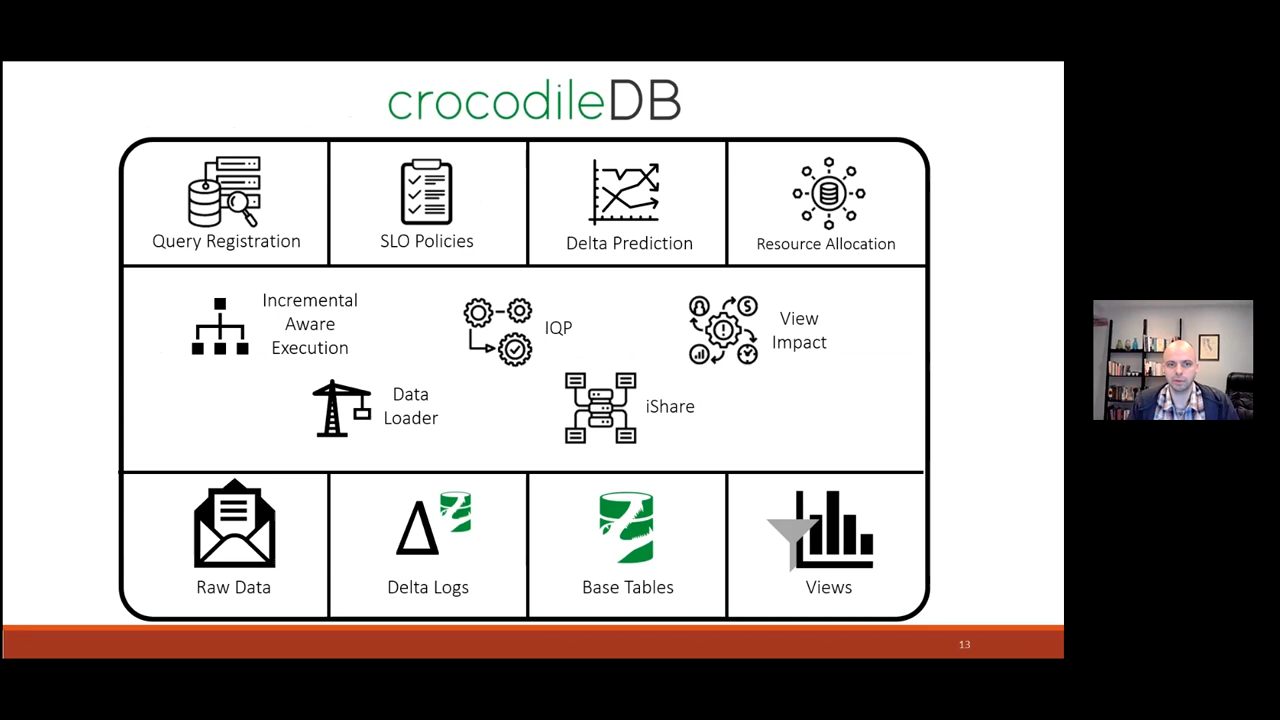 crocodileDB
Query Registration
SLO Policies
Delta Prediction
Resource Allocation
Incremental
Aware
Execution
IQP
View
Impact
Data
Loader
iShare
Raw Data
Delta Logs
Base Tables
Views
13